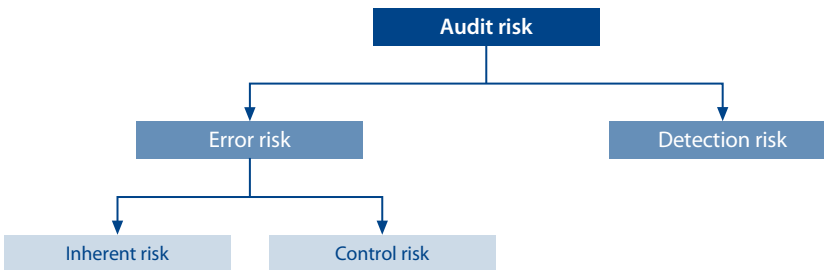 Audit risk
Error risk
Detection risk
Inherent risk
Control risk